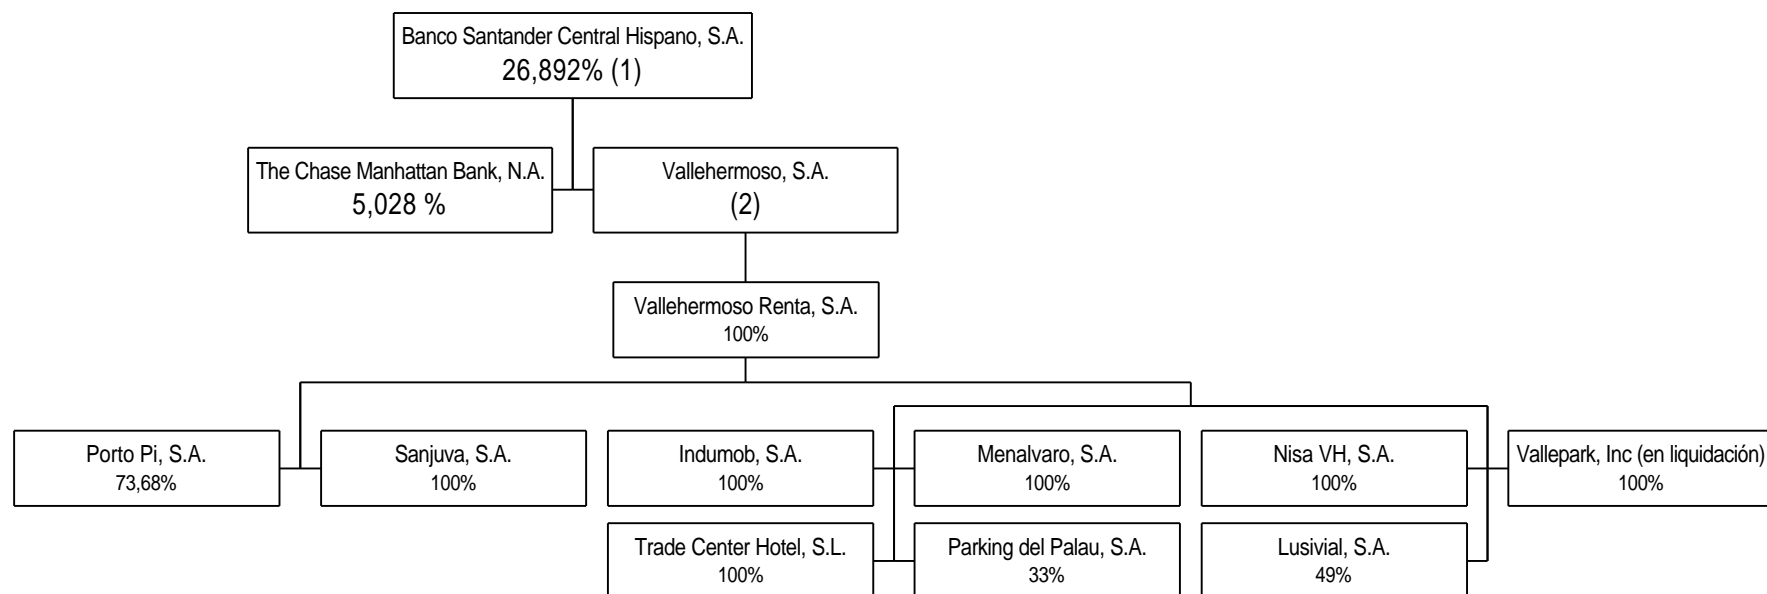 Banco Santander Central Hispano, S.A.
26,892% (1)
The Chase Manhattan Bank, N.A.
5,028 %
Vallehermoso, S.A.
(2)
Vallehermoso Renta, S.A.
100%
Porto Pi, S.A.
73,68%
Sanjuva, S.A.
100%
Indumob, S.A.
100%
Menalvaro, S.A.
100%
Nisa VH, S.A.
100%
Vallepark, Inc (en liquidación)
100%
Trade Center Hotel, S.L.
100%
Parking del Palau, S.A.
33%
Lusivial, S.A.
49%